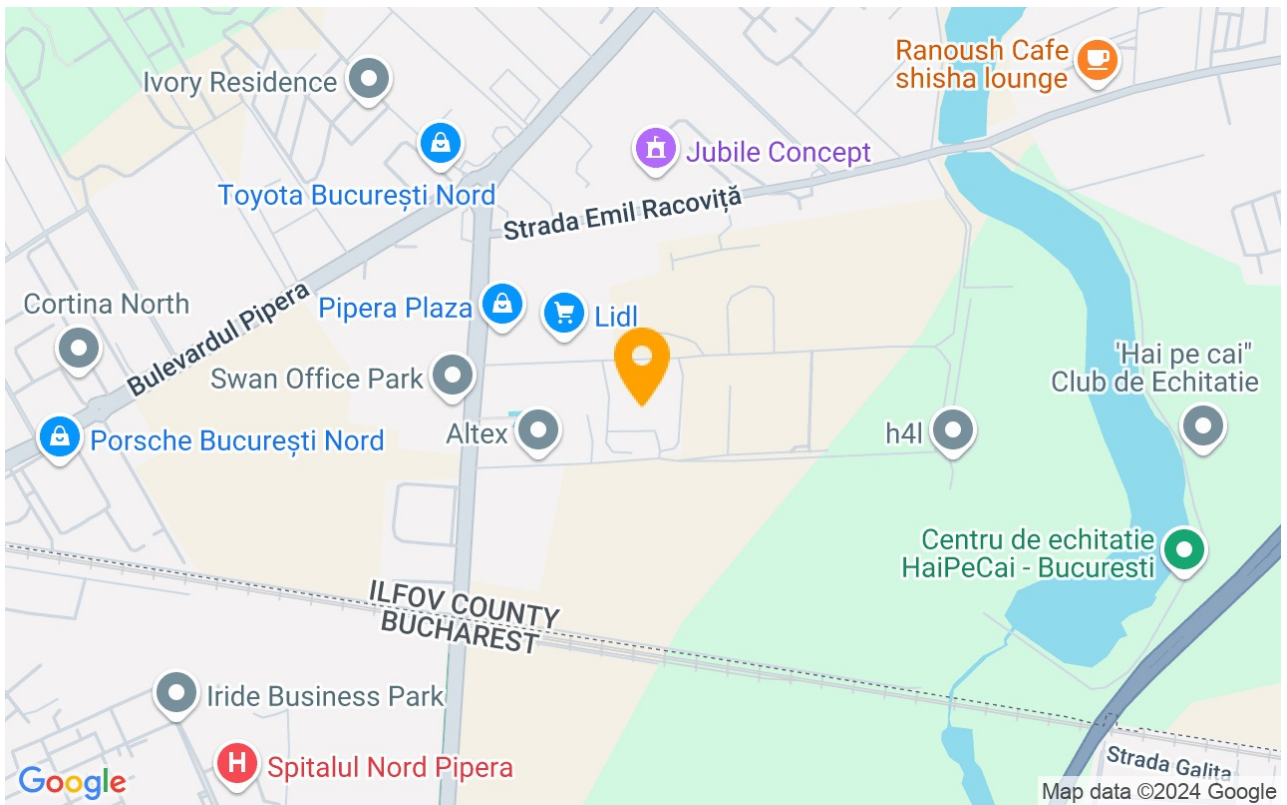 Ranoush Cafe
shisha lounge
Ivory Residence
Jubile Concept
Toyota București Nord
Strada Emil Racoviță
Bulevardul Pipera
Cortina North
Pipera Plaza
Lidl
Swan Office Park
'Hai pe cai"
Club de Echitatie
Altex
h4l
Porsche București Nord
Centru de echitatie
HaiPeCai - Bucuresti
ILFOV COUNTY
BUCHAREST
Iride Business Park
Spitalul Nord Pipera
Strada Galița
Google
Map data ©2024 Google